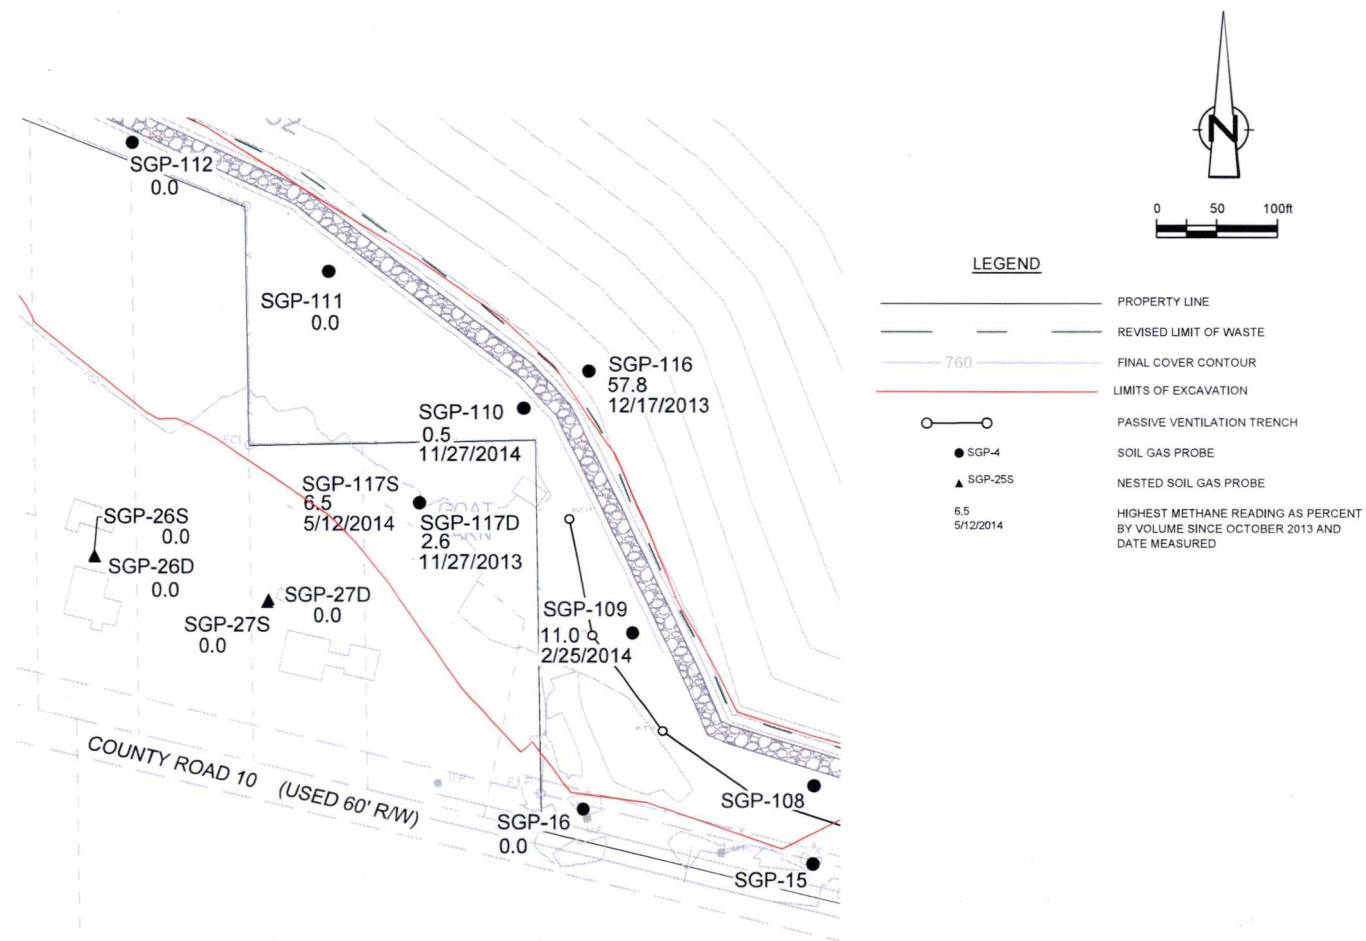 N
0 50 100ft
LEGEND
PROPERTY LINE
REVISED LIMIT OF WASTE
760 FINAL COVER CONTOUR
LIMITS OF EXCAVATION
PASSIVE VENTILATION TRENCH
SGP-4 SOIL GAS PROBE
SGP-25S NESTED SOIL GAS PROBE
6.5 HIGHEST METHANE READING AS PERCENT
5/12/2014 BY VOLUME SINCE OCTOBER 2013 AND
DATE MEASURED
SGP-112
0.0
SGP-111
0.0
SGP-116
57.8
12/17/2013
SGP-110
0.5
11/27/2014
SGP-117S
6.5
5/12/2014
GOAT
SGP-117D
2.6
11/27/2013
SGP-26S
0.0
SGP-26D
0.0
SGP-27D
0.0
SGP-27S
0.0
SGP-109
11.0
2/25/2014
COUNTY ROAD 10 (USED 60' R/W)
SGP-108
SGP-16
0.0
SGP-15